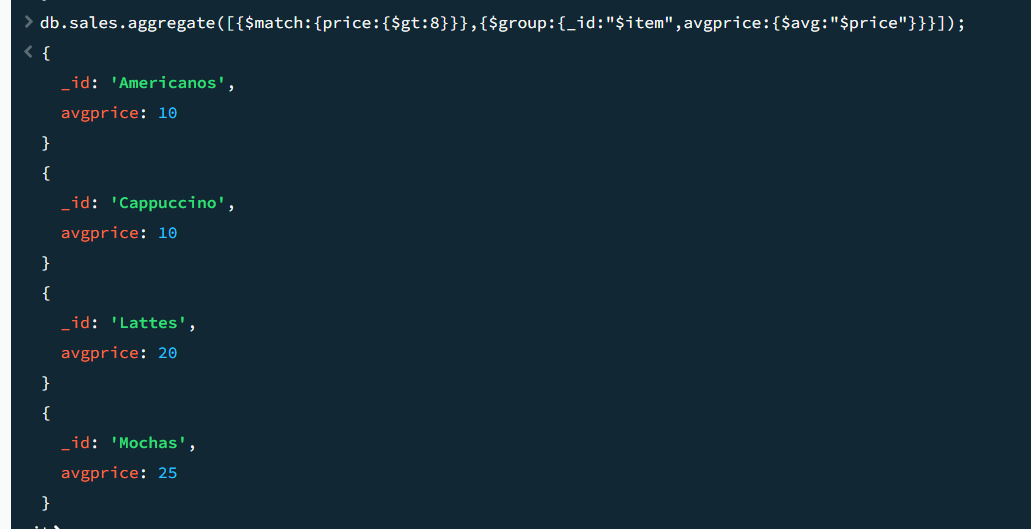 > db.sales.aggregate([{$match:{price:{$gt:8}}},{$group:{_id:"$item",avgprice:{$avg:"$price"}}}]);
< {
_id: 'Americanos',
avgprice: 10
}
{
_id: 'Cappuccino',
avgprice: 10
}
{
_id: 'Lattes',
avgprice: 20
}
{
_id: 'Mochas',
avgprice: 25
}